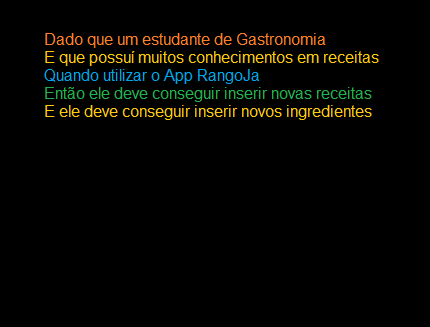 Dado que um estudante de Gastronomia
E que possuí muitos conhecimentos em receitas
Quando utilizar o App RangoJa
Então ele deve conseguir inserir novas receitas
E ele deve conseguir inserir novos ingredientes